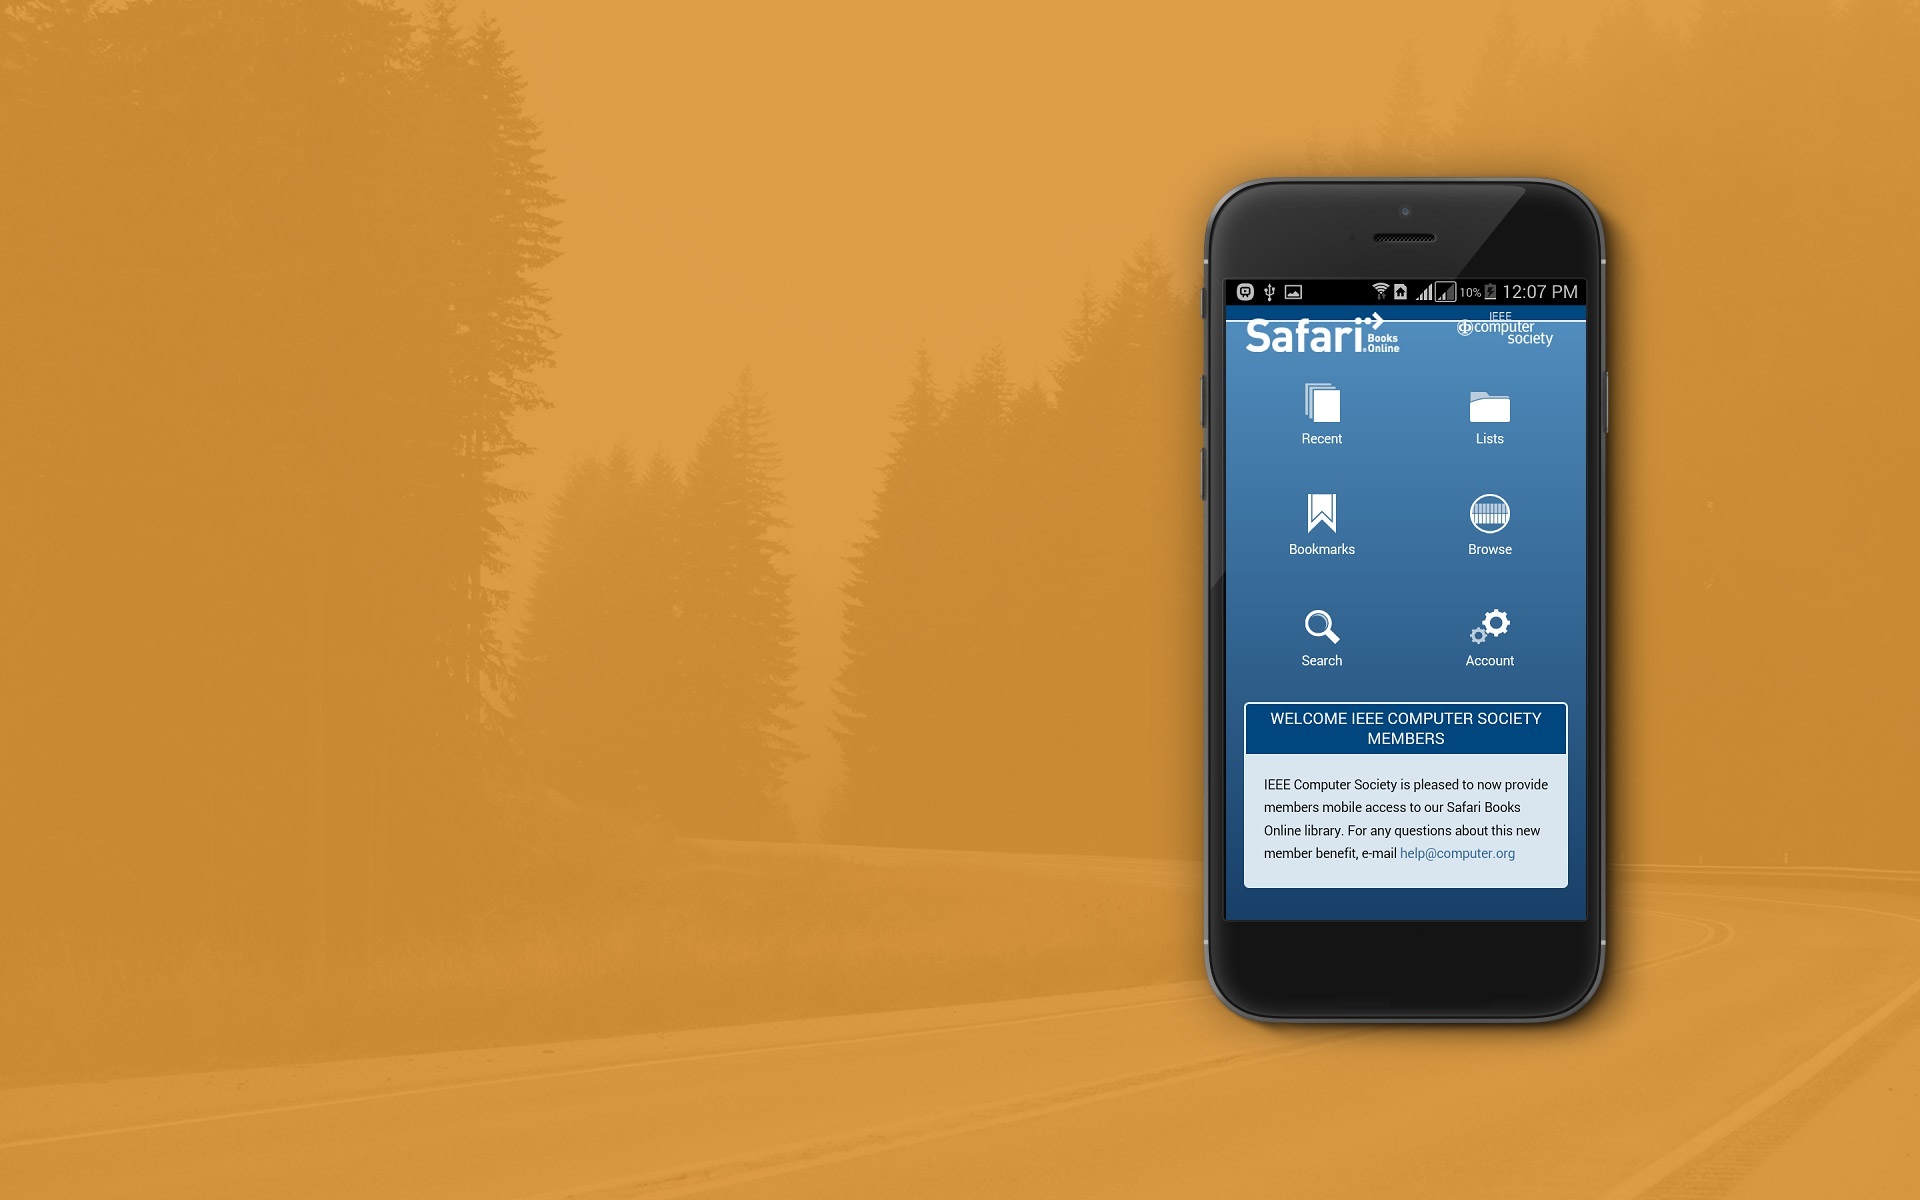 10% 12:07 PM
Safari Books Online
IEEE computer society
Recent
Lists
Bookmarks
Browse
Search
Account
WELCOME IEEE COMPUTER SOCIETY
MEMBERS
IEEE Computer Society is pleased to now provide
members mobile access to our Safari Books
Online library. For any questions about this new
member benefit, e-mail help@computer.org